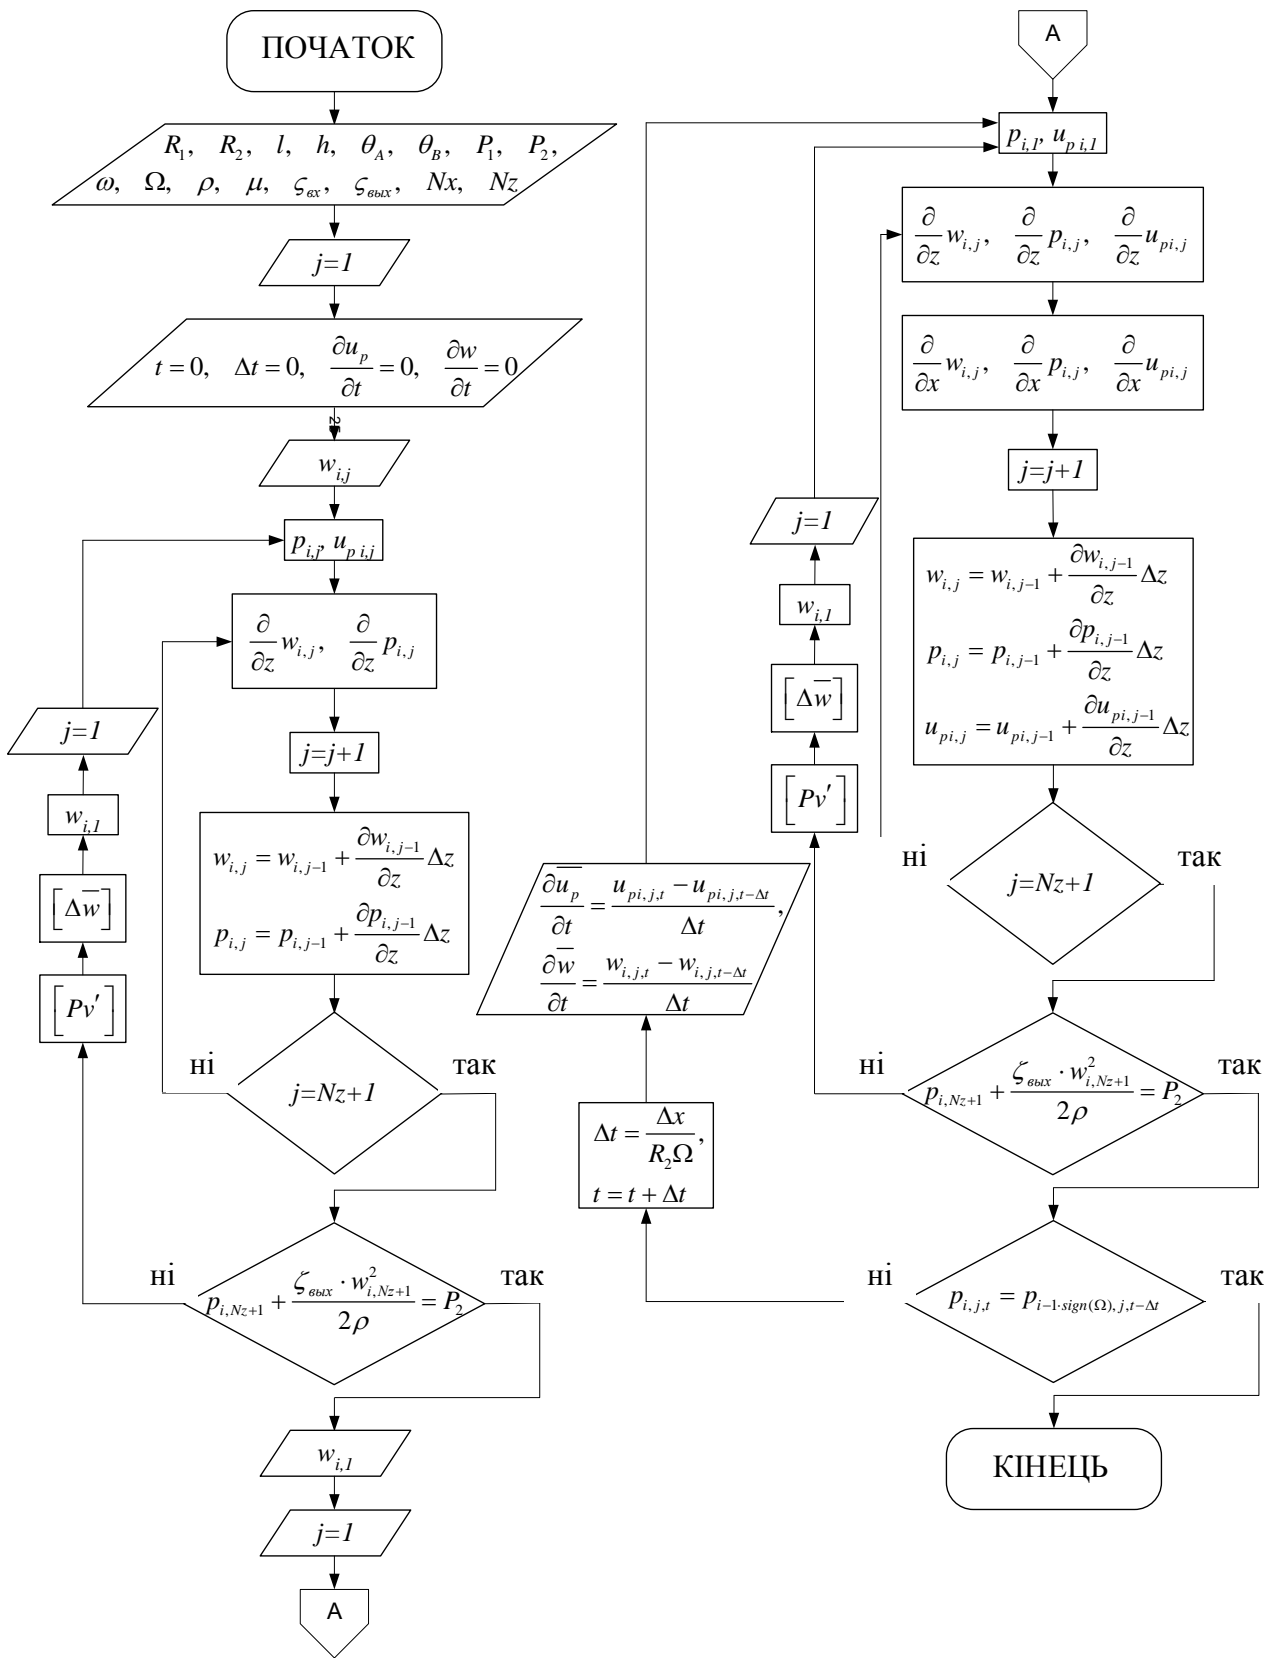 ПОЧАТОК
R₁, R₂, l, h, θ_A, θ_B, P₁, P₂,
ω, Ω, ρ, μ, ς_вх, ς_вых, Nx, Nz
j=1
t = 0, Δt = 0, ∂u_p/∂t = 0, ∂w/∂t = 0
w_{i,j}
p_{i,j}, u_{p i,j}
∂/∂z w_{i,j}, ∂/∂z p_{i,j}
j=j+1
w_{i,j} = w_{i,j−1} + ∂w_{i,j−1}/∂z Δz
p_{i,j} = p_{i,j−1} + ∂p_{i,j−1}/∂z Δz
ні
так
j=Nz+1
j=1
w_{i,1}
[Δw̅]
[Pv′]
ні
так
p_{i,Nz+1} + ζ_вых · w²_{i,Nz+1}/2ρ = P₂
w_{i,1}
j=1
A
A
p_{i,1}, u_{p i,1}
∂/∂z w_{i,j}, ∂/∂z p_{i,j}, ∂/∂z u_{pi,j}
∂/∂x w_{i,j}, ∂/∂x p_{i,j}, ∂/∂x u_{pi,j}
j=j+1
w_{i,j} = w_{i,j−1} + ∂w_{i,j−1}/∂z Δz
p_{i,j} = p_{i,j−1} + ∂p_{i,j−1}/∂z Δz
u_{pi,j} = u_{pi,j−1} + ∂u_{pi,j−1}/∂z Δz
ні
так
j=Nz+1
j=1
w_{i,1}
[Δw̅]
[Pv′]
ні
так
p_{i,Nz+1} + ζ_вых · w²_{i,Nz+1}/2ρ = P₂
∂u̅_p/∂t = (u_{pi,j,t} − u_{pi,j,t−Δt})/Δt,
∂w̅/∂t = (w_{i,j,t} − w_{i,j,t−Δt})/Δt
Δt = Δx/R₂Ω,
t = t + Δt
ні
так
p_{i,j,t} = p_{i−1·sign(Ω),j,t−Δt}
КІНЕЦЬ